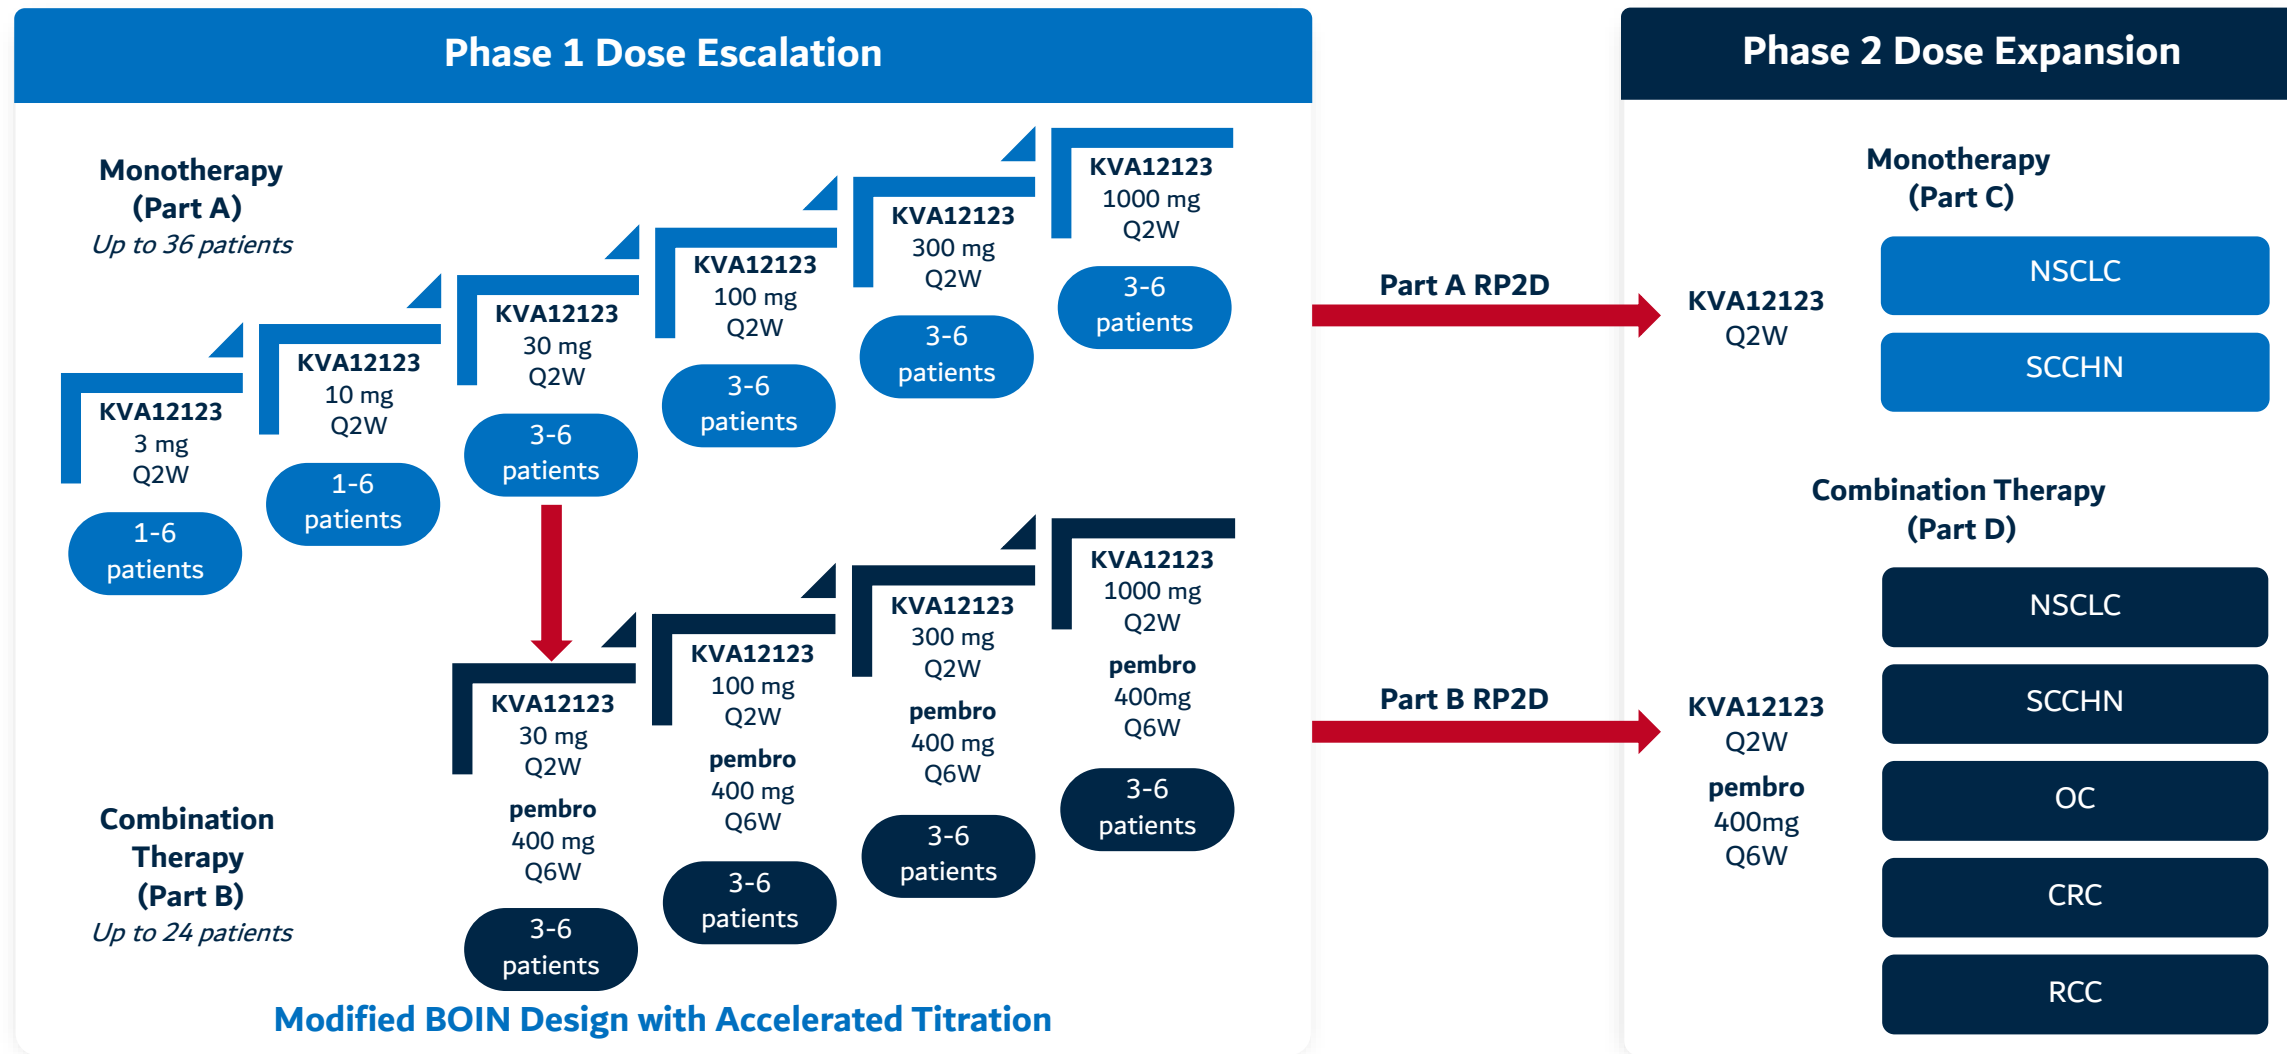 Phase 1 Dose Escalation
Monotherapy
(Part A)
Up to 36 patients
KVA12123
3 mg
Q2W
1-6
patients
KVA12123
10 mg
Q2W
1-6
patients
KVA12123
30 mg
Q2W
3-6
patients
KVA12123
100 mg
Q2W
3-6
patients
KVA12123
300 mg
Q2W
3-6
patients
KVA12123
1000 mg
Q2W
3-6
patients
Combination
Therapy
(Part B)
Up to 24 patients
KVA12123
30 mg
Q2W
pembro
400 mg
Q6W
3-6
patients
KVA12123
100 mg
Q2W
pembro
400 mg
Q6W
3-6
patients
KVA12123
300 mg
Q2W
pembro
400 mg
Q6W
3-6
patients
KVA12123
1000 mg
Q2W
pembro
400mg
Q6W
3-6
patients
Modified BOIN Design with Accelerated Titration
Part A RP2D
Part B RP2D
Phase 2 Dose Expansion
Monotherapy
(Part C)
KVA12123
Q2W
NSCLC
SCCHN
Combination Therapy
(Part D)
KVA12123
Q2W
pembro
400mg
Q6W
NSCLC
SCCHN
OC
CRC
RCC